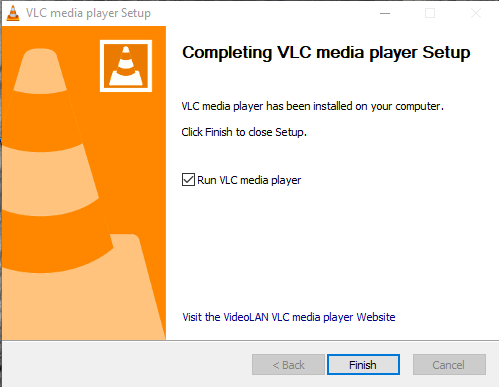 VLC media player Setup
Completing VLC media player Setup
VLC media player has been installed on your computer.
Click Finish to close Setup.
Run VLC media player
Visit the VideoLAN VLC media player Website
< Back
Finish
Cancel